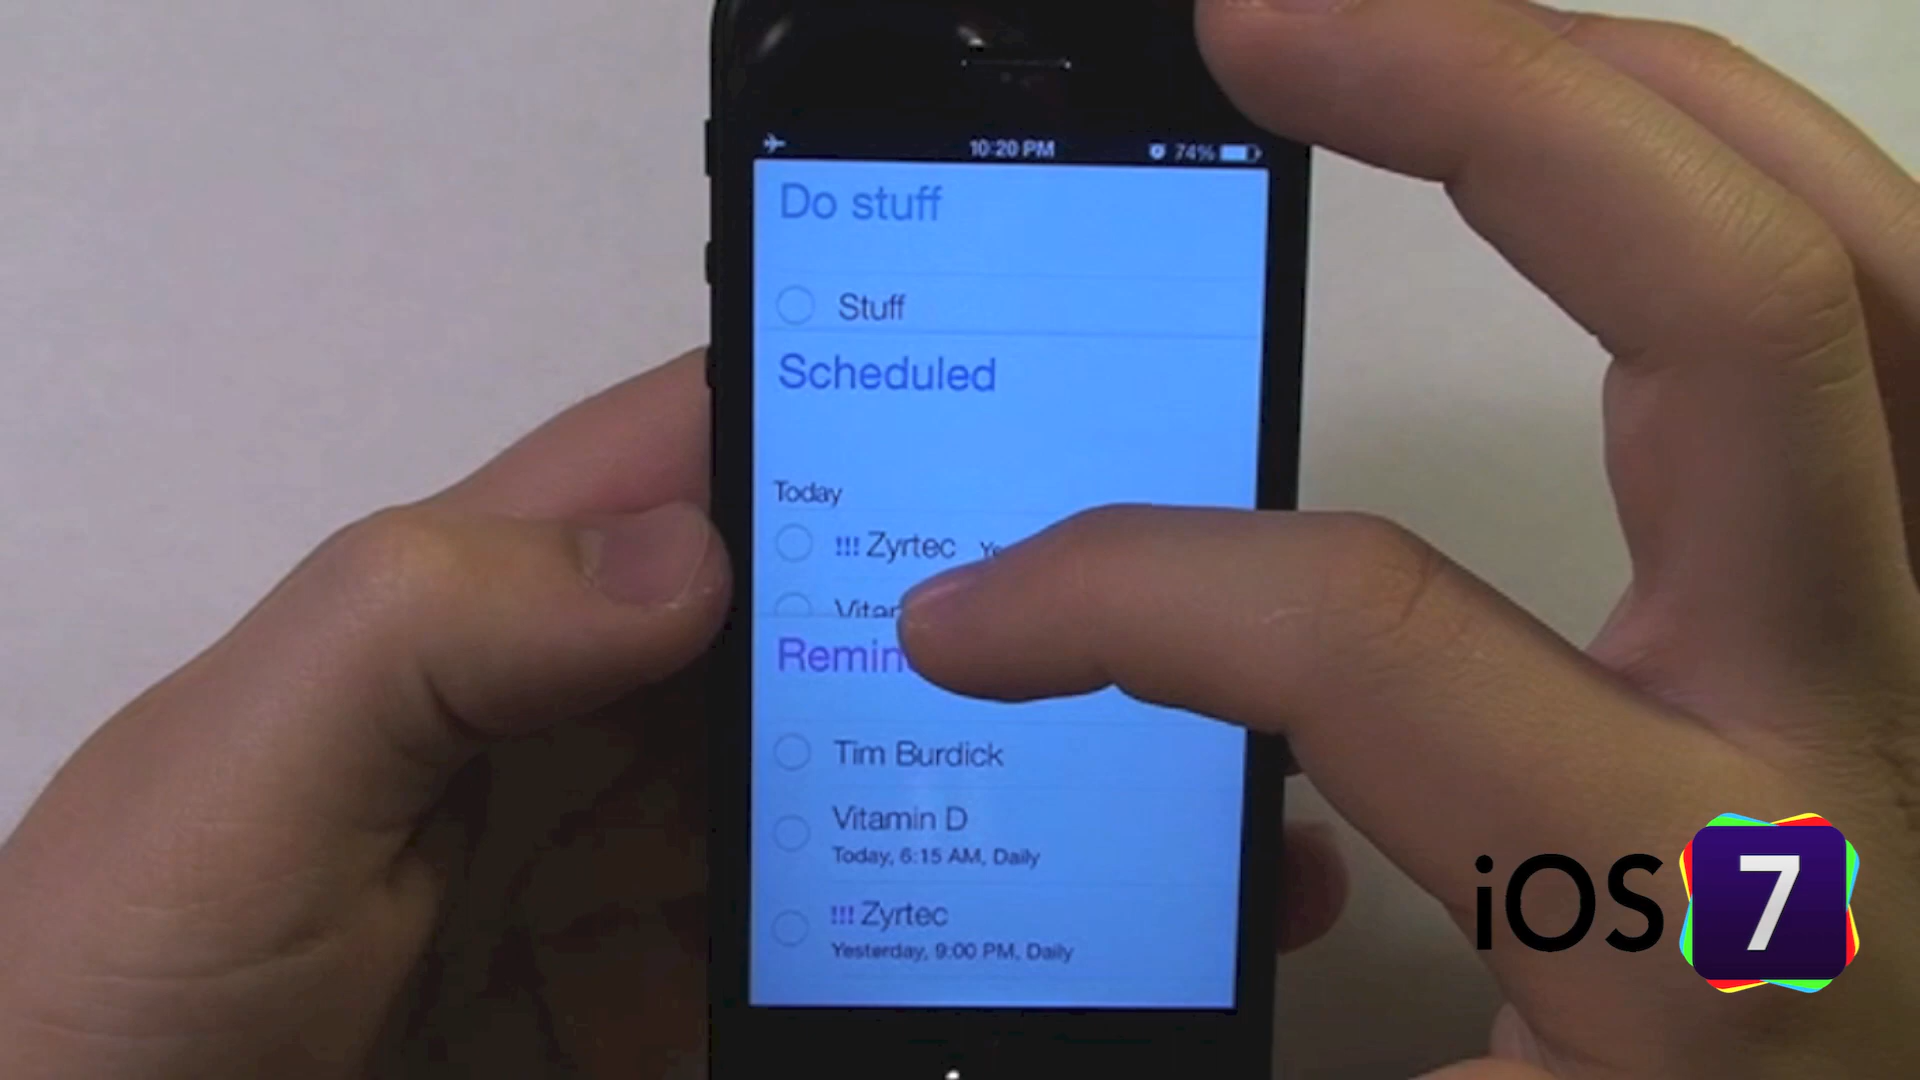 10:20 PM 74%
Do stuff
Stuff
Scheduled
Today
!!! Zyrtec
Tim Burdick
Vitamin D
Today, 6:15 AM, Daily
!!! Zyrtec
Yesterday, 9:00 PM, Daily
iOS 7